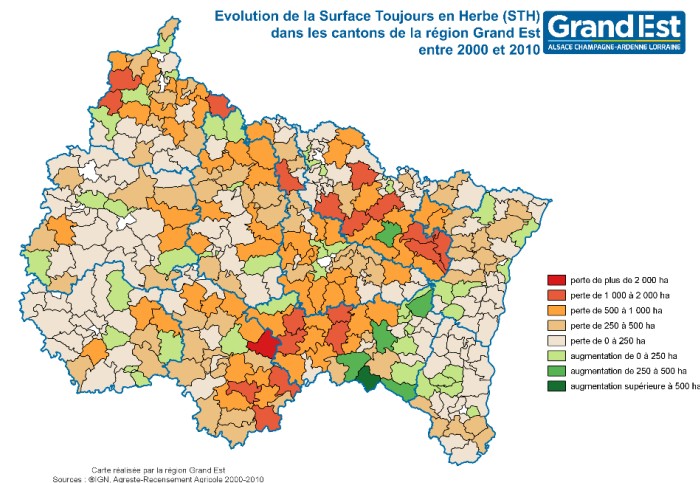 Evolution de la Surface Toujours en Herbe (STH)
dans les cantons de la région Grand Est
entre 2000 et 2010
GrandEst
ALSACE CHAMPAGNE-ARDENNE LORRAINE
perte de plus de 2 000 ha
perte de 1 000 à 2 000 ha
perte de 500 à 1 000 ha
perte de 250 à 500 ha
perte de 0 à 250 ha
augmentation de 0 à 250 ha
augmentation de 250 à 500 ha
augmentation supérieure à 500 ha
Carte réalisée par la région Grand Est
Sources : ®IGN, Agreste-Recensement Agricole 2000-2010